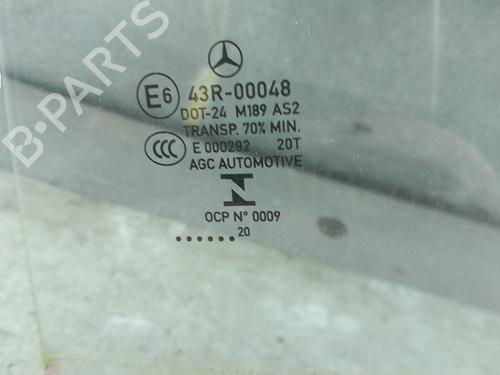 E6 43R-00048
DOT-24 M189 AS2
TRANSP. 70% MIN.
CCC E 000292 20T
AGC AUTOMOTIVE
N
OCP N° 0009
...... 20
B-PARTS